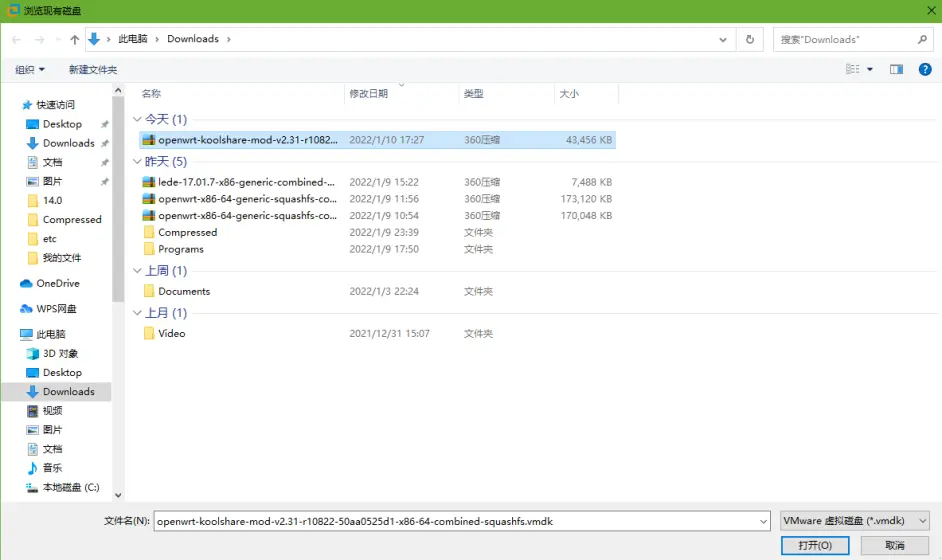 浏览现有磁盘
此电脑 > Downloads >
搜索"Downloads"
组织
新建文件夹
名称 修改日期 类型 大小
快速访问
Desktop
Downloads
文档
图片
14.0
Compressed
etc
我的文件
OneDrive
WPS网盘
此电脑
3D 对象
Desktop
Downloads
视频
图片
文档
音乐
本地磁盘 (C:)
今天 (1)
openwrt-koolshare-mod-v2.31-r1082... 2022/1/10 17:27 360压缩 43,456 KB
昨天 (5)
lede-17.01.7-x86-generic-combined-... 2022/1/9 15:22 360压缩 7,488 KB
openwrt-x86-64-generic-squashfs-co... 2022/1/9 11:56 360压缩 173,120 KB
openwrt-x86-64-generic-squashfs-co... 2022/1/9 10:54 360压缩 170,048 KB
Compressed 2022/1/9 23:39 文件夹
Programs 2022/1/9 17:50 文件夹
上周 (1)
Documents 2022/1/3 22:24 文件夹
上月 (1)
Video 2021/12/31 15:07 文件夹
文件名(N): openwrt-koolshare-mod-v2.31-r10822-50aa0525d1-x86-64-combined-squashfs.vmdk
VMware 虚拟磁盘 (*.vmdk)
打开(O)
取消